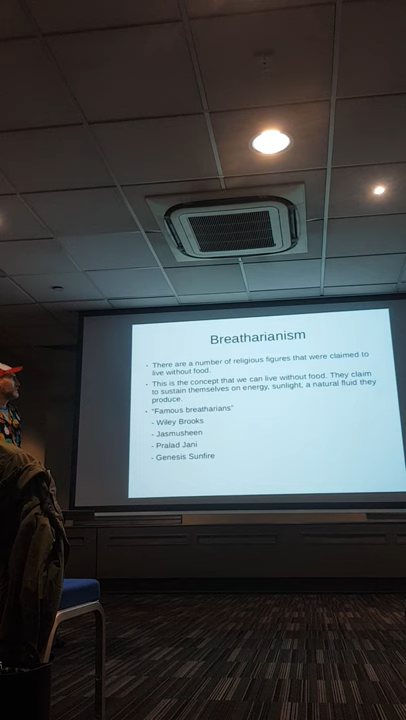 Breatharianism
- There are a number of religious figures that were claimed to
live without food.
- This is the concept that we can live without food. They claim
to sustain themselves on energy, sunlight, a natural fluid they
produce.
- "Famous breatharians"
- Wiley Brooks
- Jasmusheen
- Pralad Jani
- Genesis Sunfire